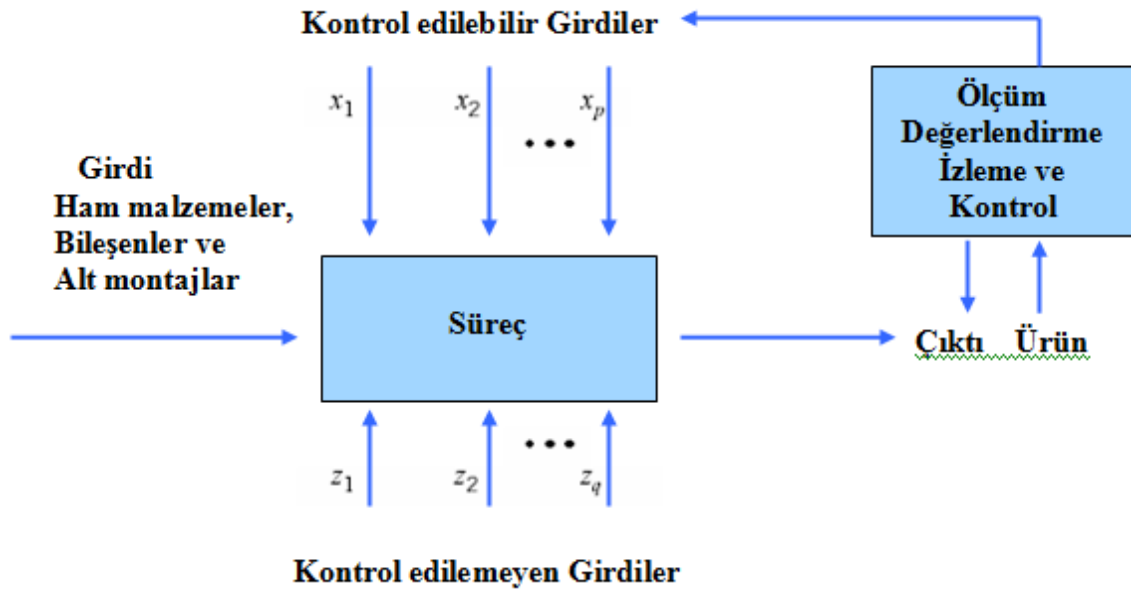 Kontrol edilebilir Girdiler
x1 x2 xp
Ölçüm
Değerlendirme
İzleme ve
Kontrol
Girdi
Ham malzemeler,
Bileşenler ve
Alt montajlar
Süreç
Çıktı Ürün
z1 z2 zq
Kontrol edilemeyen Girdiler